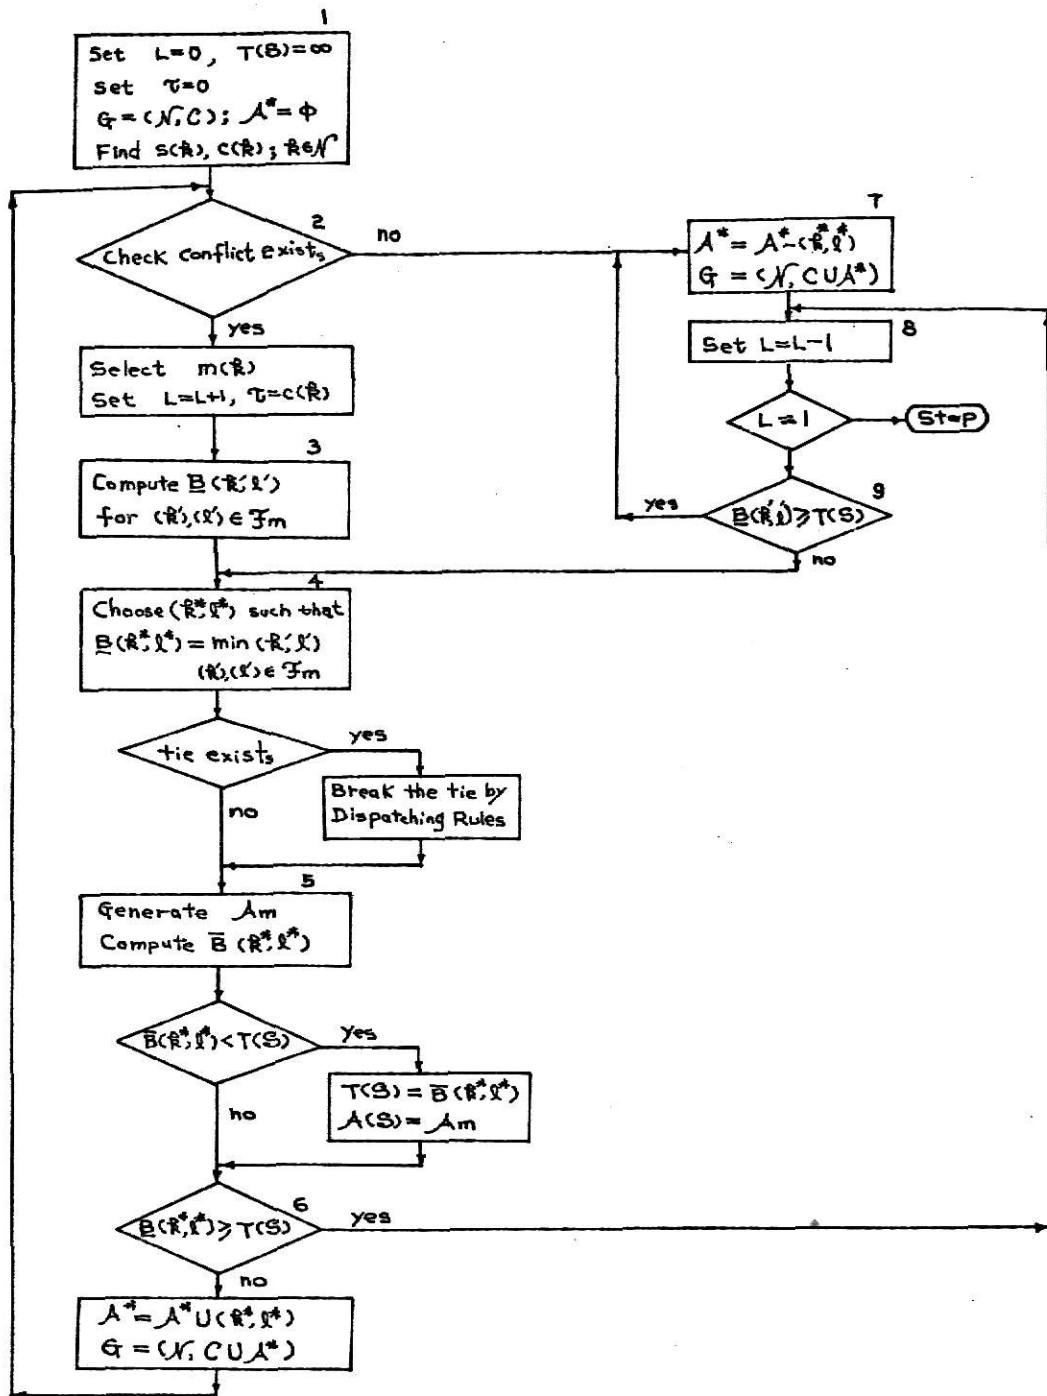 1
Set L=0, T(S)=∞
Set τ=0
G=(N,C); A*=Φ
Find S(k), C(k); k∈N
2
Check conflict exists
no
yes
Select m(k)
Set L=L+1, τ=C(k)
3
Compute B(k',l')
for (k'),(l')∈Fm
4
Choose (k*,l*) such that
B(k*,l*) = min (k',l')
(k'),(l')∈Fm
tie exists
yes
no
Break the tie by
Dispatching Rules
5
Generate Am
Compute B̅(k*,l*)
B̅(k*,l*)<T(S)
yes
no
T(S)=B̅(k*,l*)
A(S)=Am
6
B(k*,l*)⩾T(S)
yes
no
A*=A*∪(k*,l*)
G=(N,C∪A*)
7
A*=A*-(k*,l*)
G=(N,C∪A*)
8
Set L=L-1
L=1
Stop
9
B(k',l')⩾T(S)
yes
no